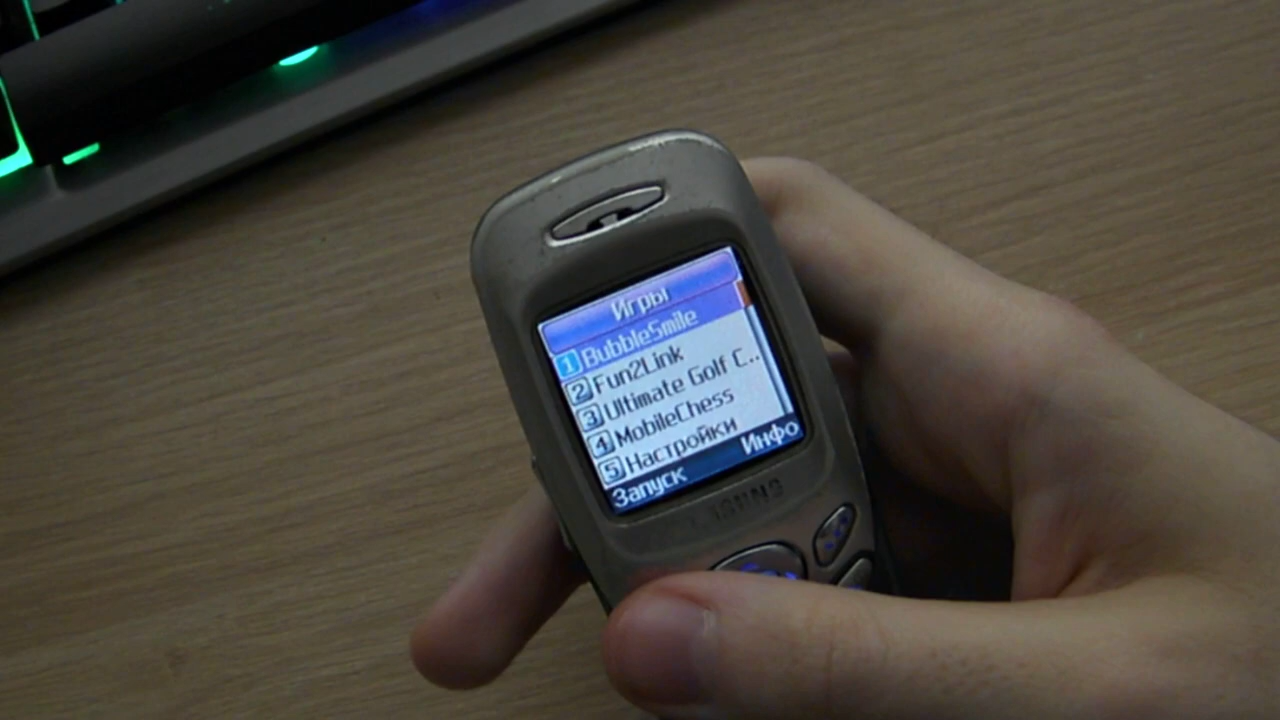 Игры
1 BubbleSmile
2 Fun2Link
3 Ultimate Golf C..
4 MobileChess
5 Настройки
Запуск Инфо